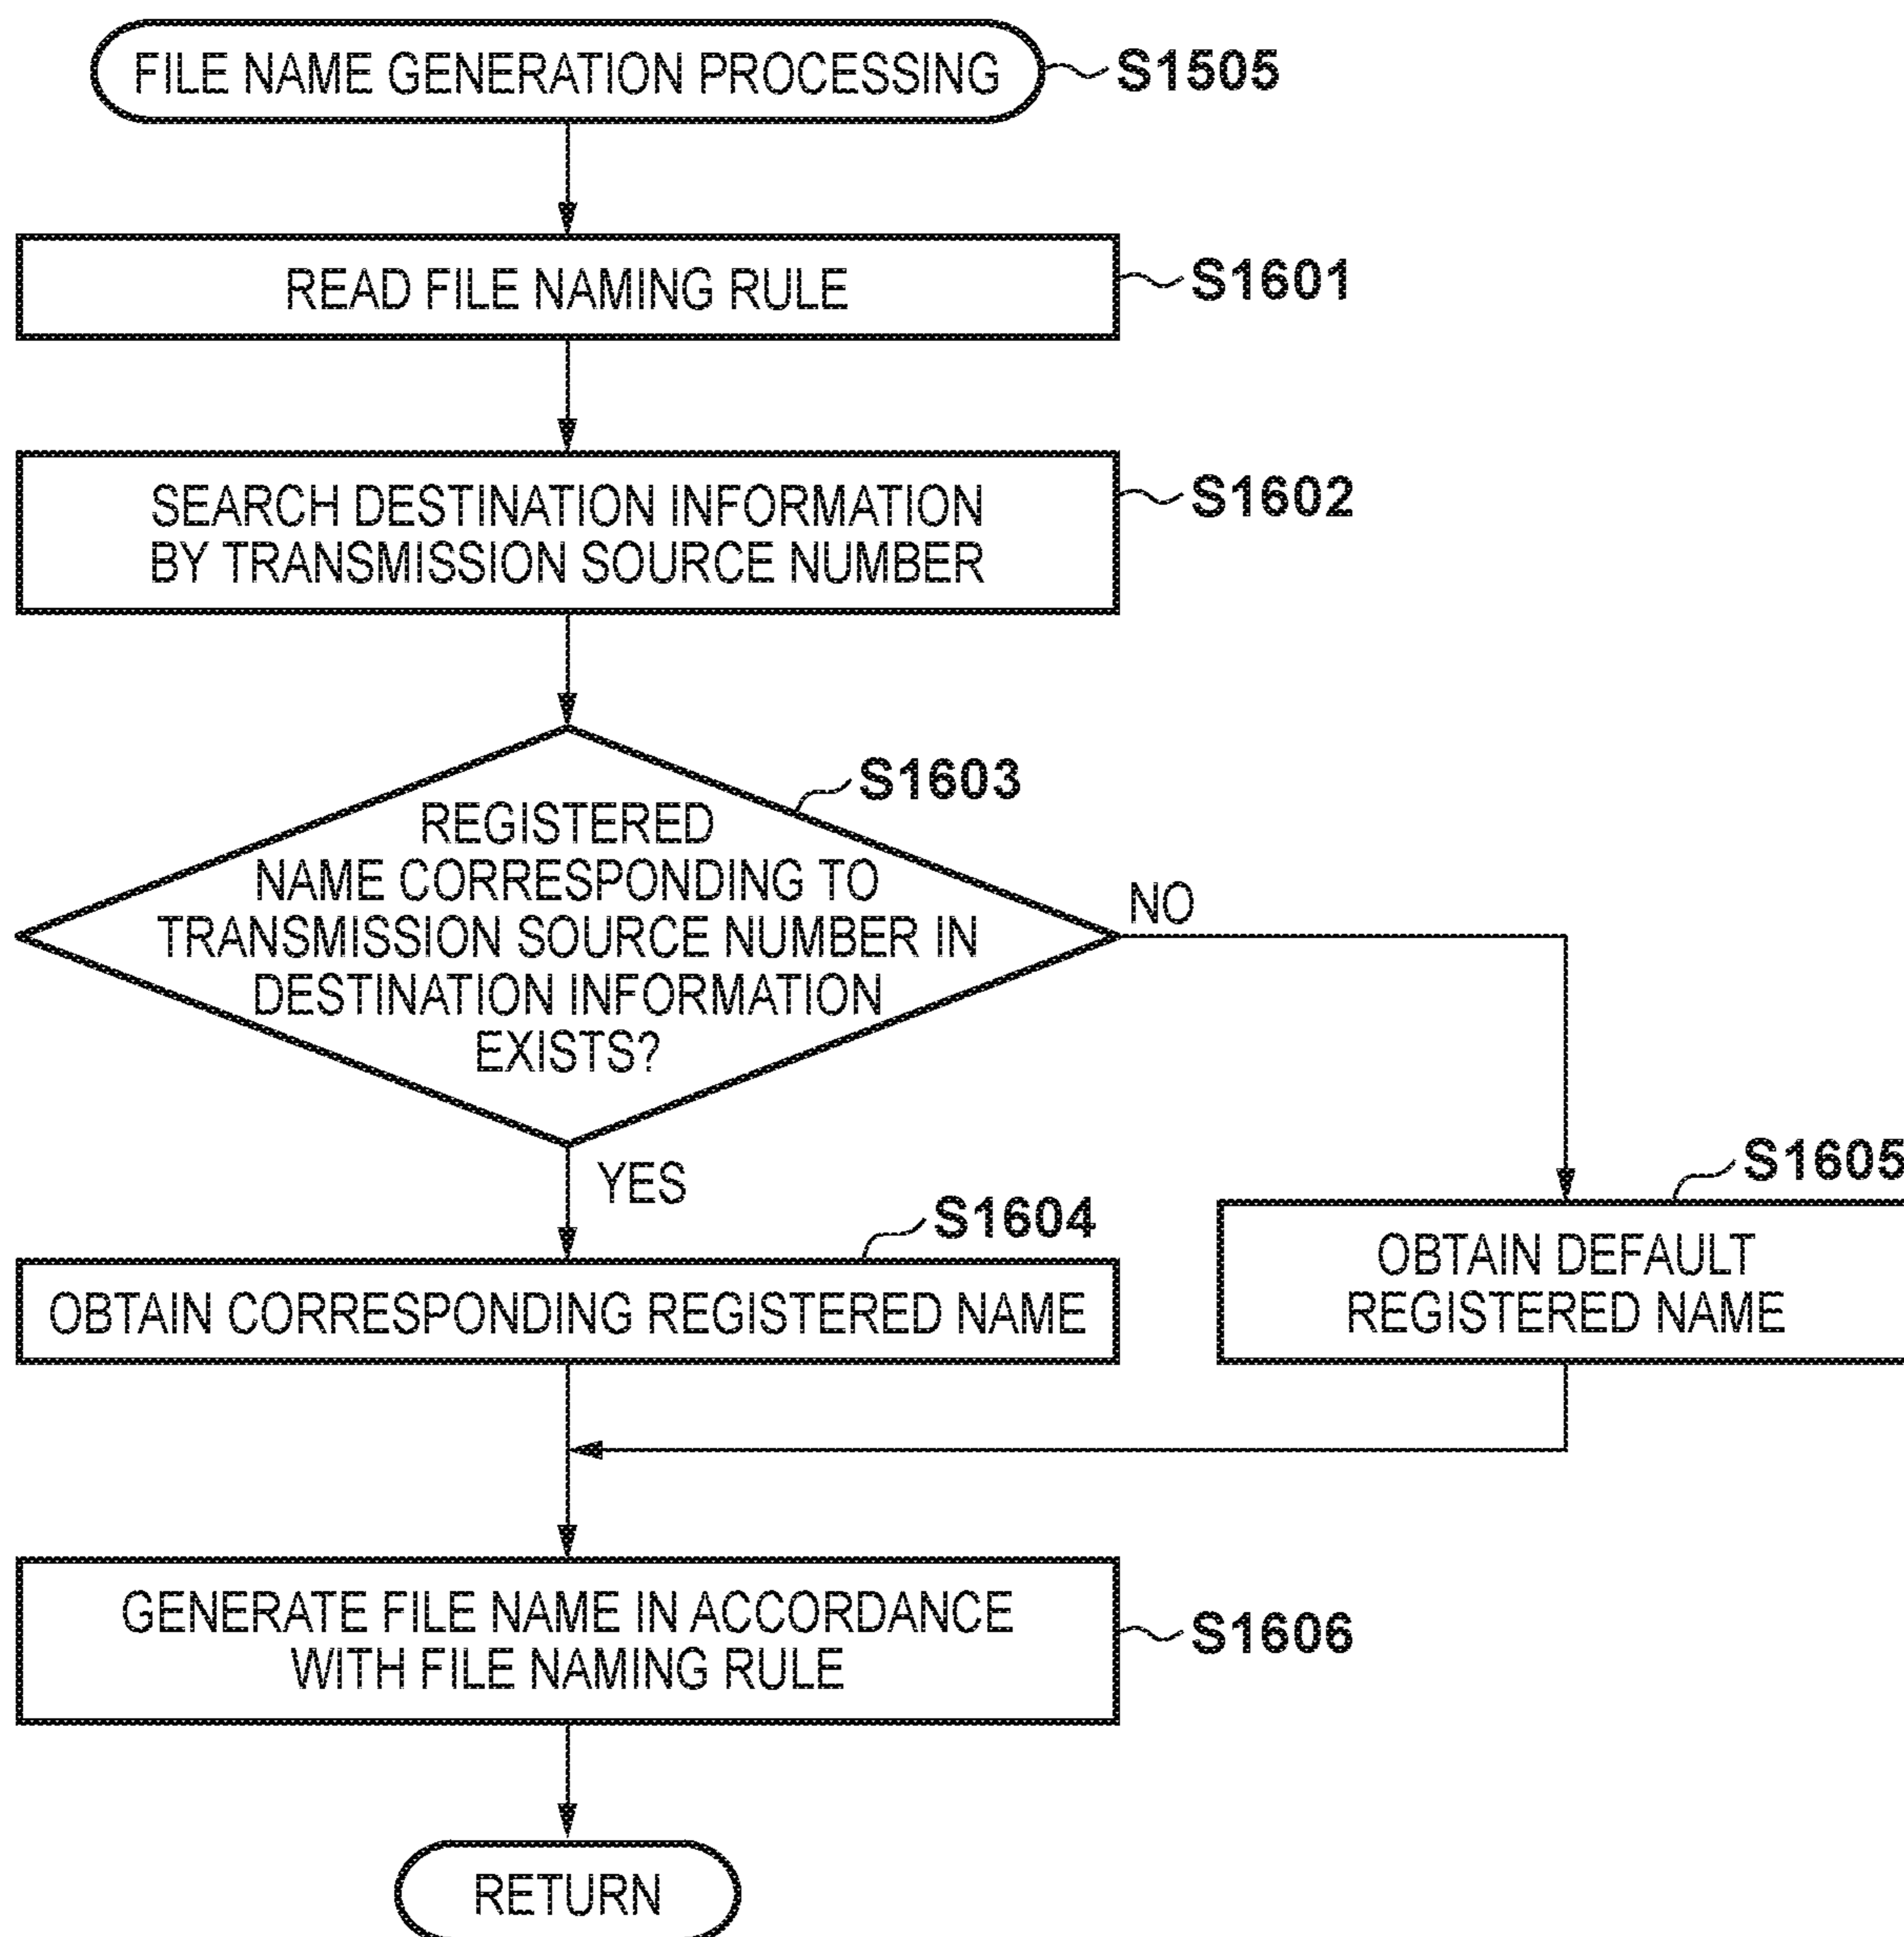 FILE NAME GENERATION PROCESSING
S1505
READ FILE NAMING RULE
S1601
SEARCH DESTINATION INFORMATION
BY TRANSMISSION SOURCE NUMBER
S1602
S1603
REGISTERED
NAME CORRESPONDING TO
TRANSMISSION SOURCE NUMBER IN
DESTINATION INFORMATION
EXISTS?
NO
YES
S1604
OBTAIN CORRESPONDING REGISTERED NAME
S1605
OBTAIN DEFAULT
REGISTERED NAME
GENERATE FILE NAME IN ACCORDANCE
WITH FILE NAMING RULE
S1606
RETURN